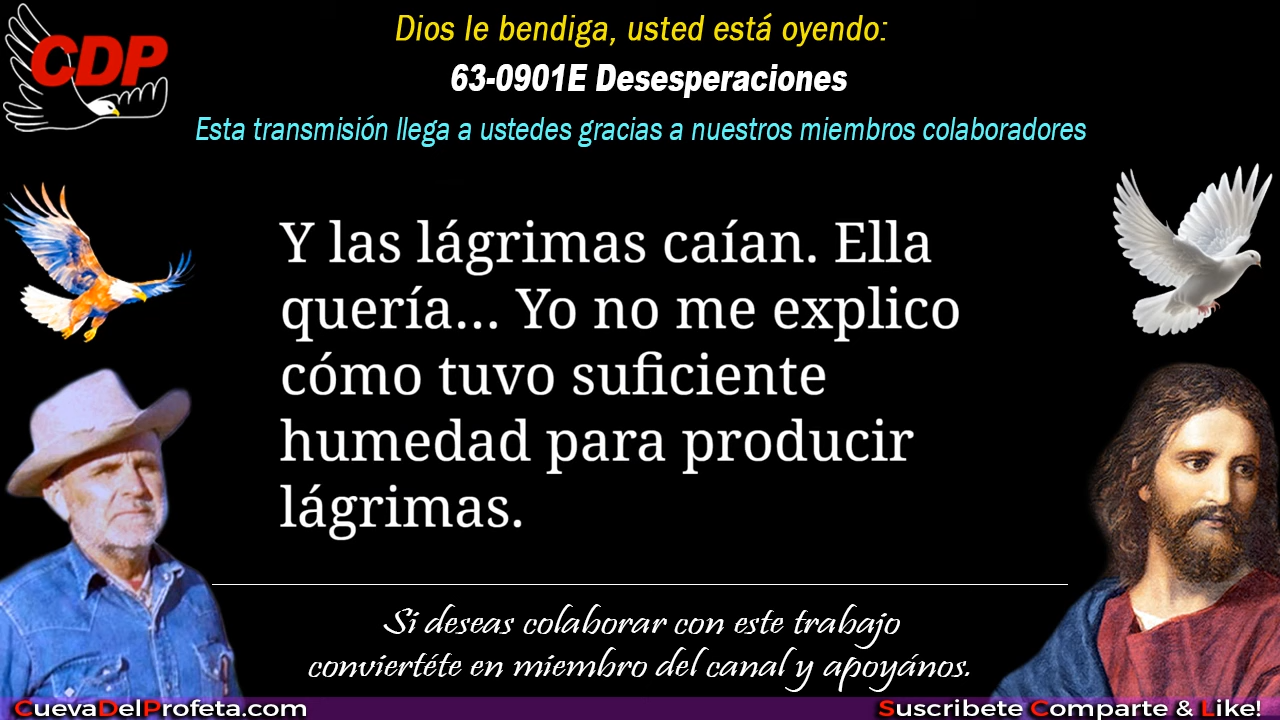 CDP
Dios le bendiga, usted está oyendo:
63-0901E Desesperaciones
Esta transmisión llega a ustedes gracias a nuestros miembros colaboradores
Y las lágrimas caían. Ella
quería... Yo no me explico
cómo tuvo suficiente
humedad para producir
lágrimas.
Si deseas colaborar con este trabajo
conviertéte en miembro del canal y apoyános.
CuevaDelProfeta.com
Suscribete Comparte & Like!